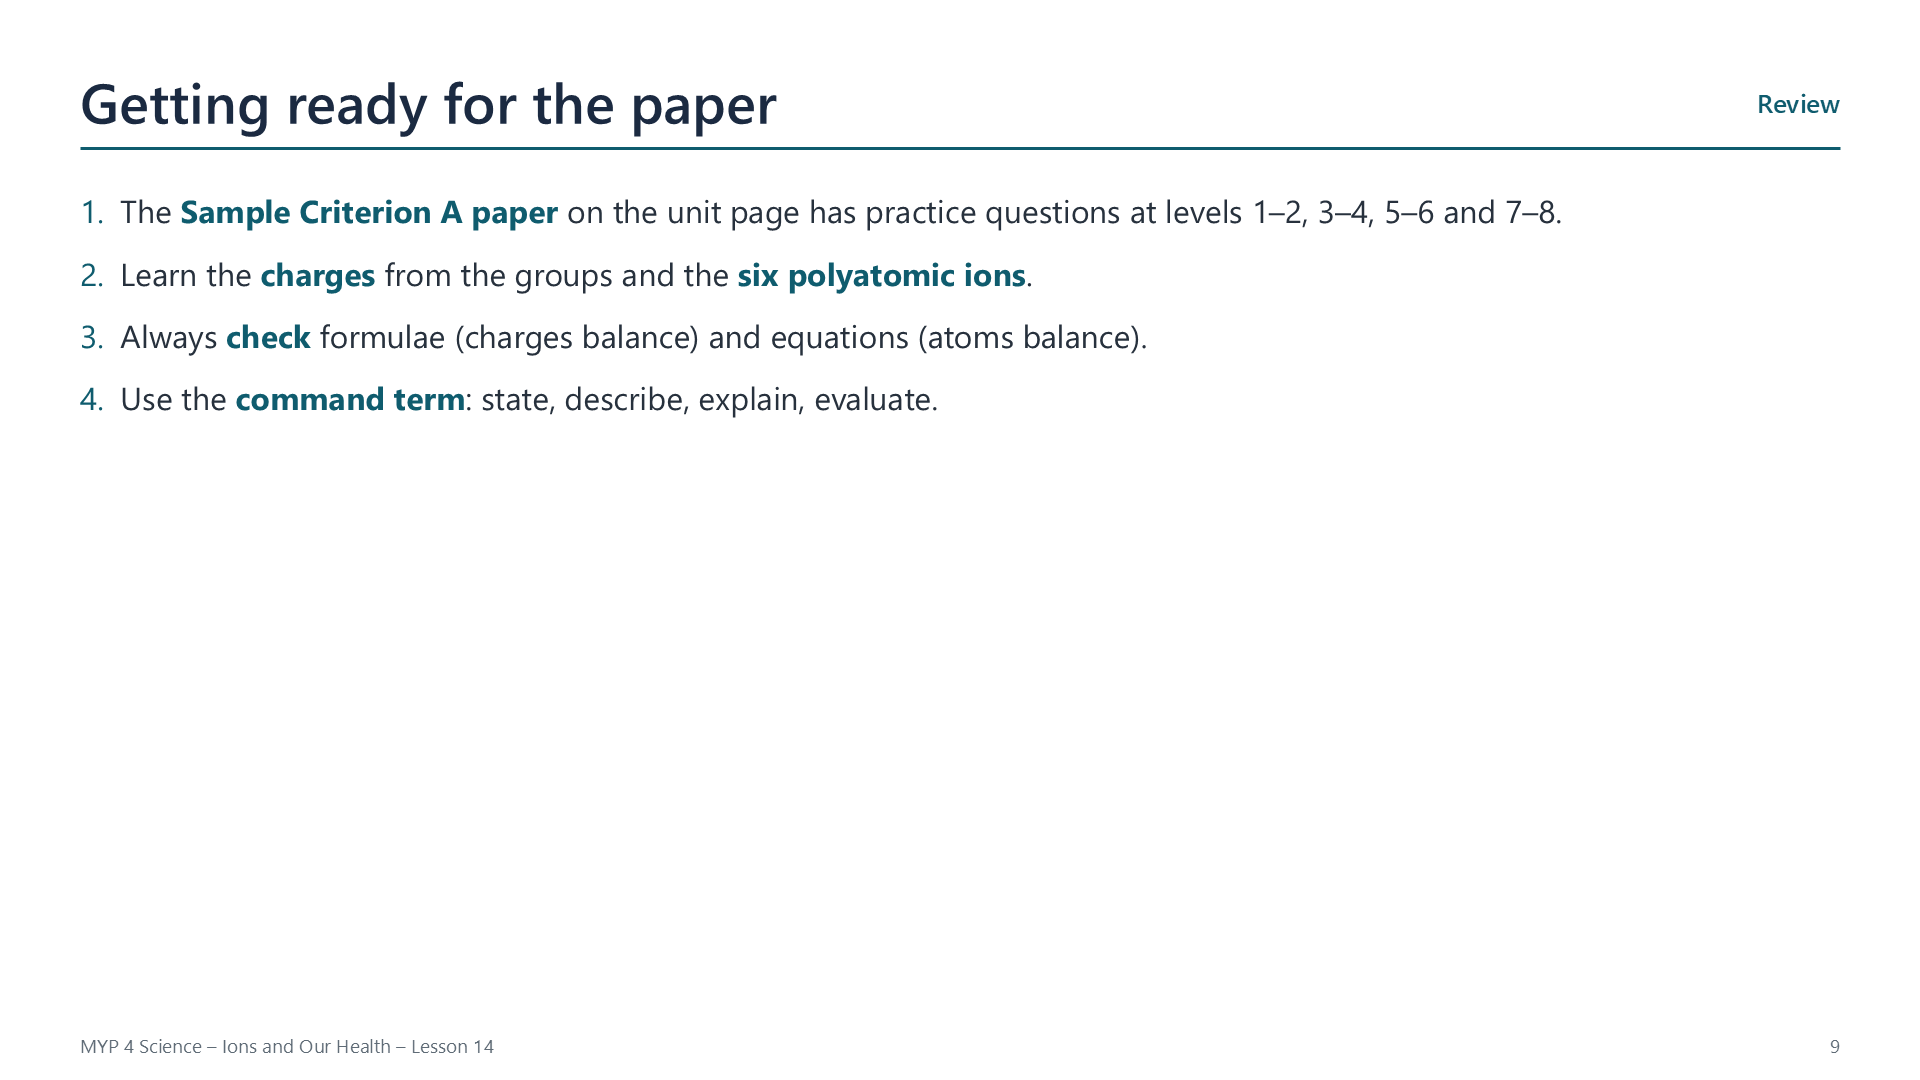 Getting ready for the paper
Review
1. The Sample Criterion A paper on the unit page has practice questions at levels 1–2, 3–4, 5–6 and 7–8.
2. Learn the charges from the groups and the six polyatomic ions.
3. Always check formulae (charges balance) and equations (atoms balance).
4. Use the command term: state, describe, explain, evaluate.
MYP 4 Science – Ions and Our Health – Lesson 14
9